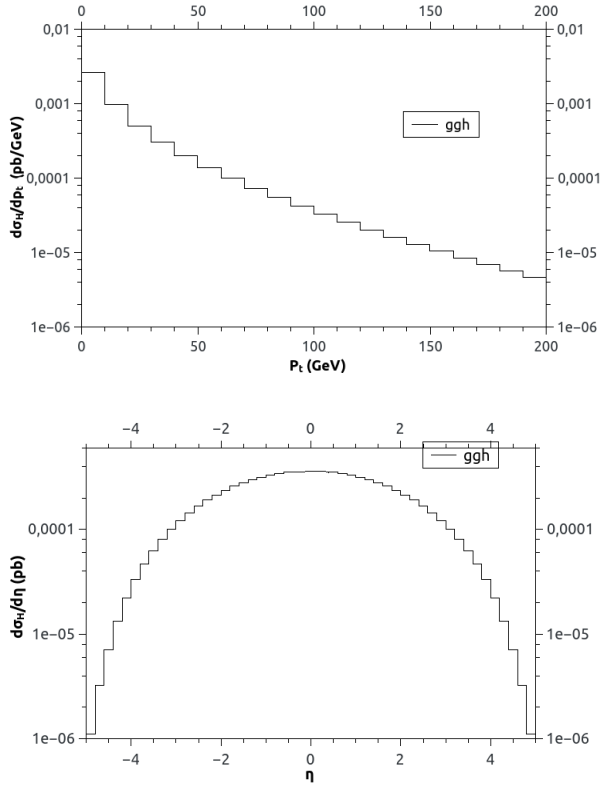 0 50 100 150 200
0,01 0,01
ggh
0,001 0,001
0,0001 0,0001
1e−05 1e−05
1e−06 1e−06
dσH/dpt (pb/GeV)
0 50 100 150 200
Pt (GeV)
−4 −2 0 2 4
ggh
0,0001 0,0001
1e−05 1e−05
1e−06 1e−06
dσH/dη (pb)
−4 −2 0 2 4
η